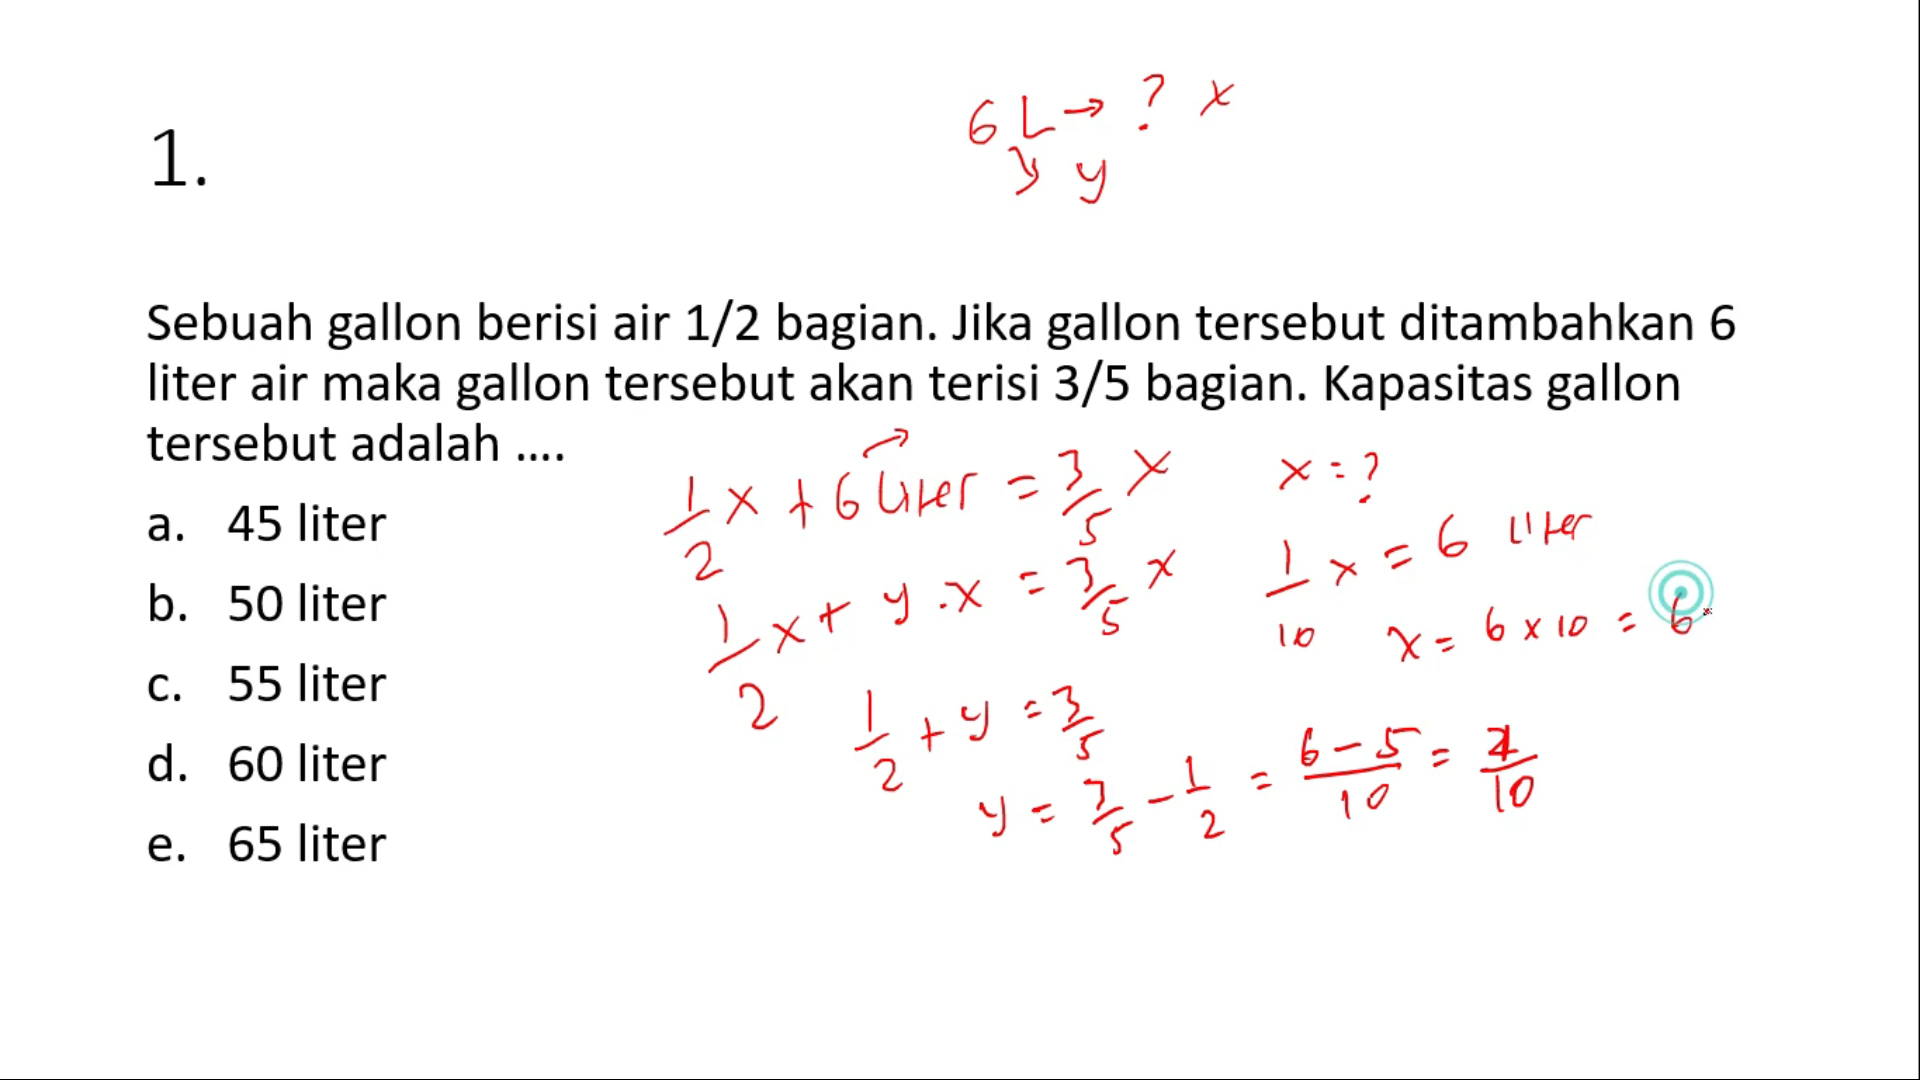 6 L → ? x
y y
1.
Sebuah gallon berisi air 1/2 bagian. Jika gallon tersebut ditambahkan 6
liter air maka gallon tersebut akan terisi 3/5 bagian. Kapasitas gallon
tersebut adalah ....
a. 45 liter
b. 50 liter
c. 55 liter
d. 60 liter
e. 65 liter
1/2 x + 6 liter = 3/5 x
1/2 x + y . x = 3/5 x
1/2 + y = 3/5
y = 3/5 - 1/2 = 6 - 5/10 = 1/10
x = ?
1/10 x = 6 liter
x = 6 x 10 = 6